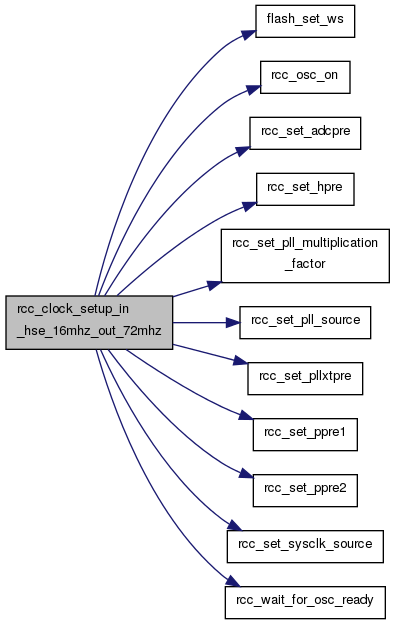 flash_set_ws
rcc_osc_on
rcc_set_adcpre
rcc_set_hpre
rcc_set_pll_multiplication
_factor
rcc_clock_setup_in
_hse_16mhz_out_72mhz
rcc_set_pll_source
rcc_set_pllxtpre
rcc_set_ppre1
rcc_set_ppre2
rcc_set_sysclk_source
rcc_wait_for_osc_ready